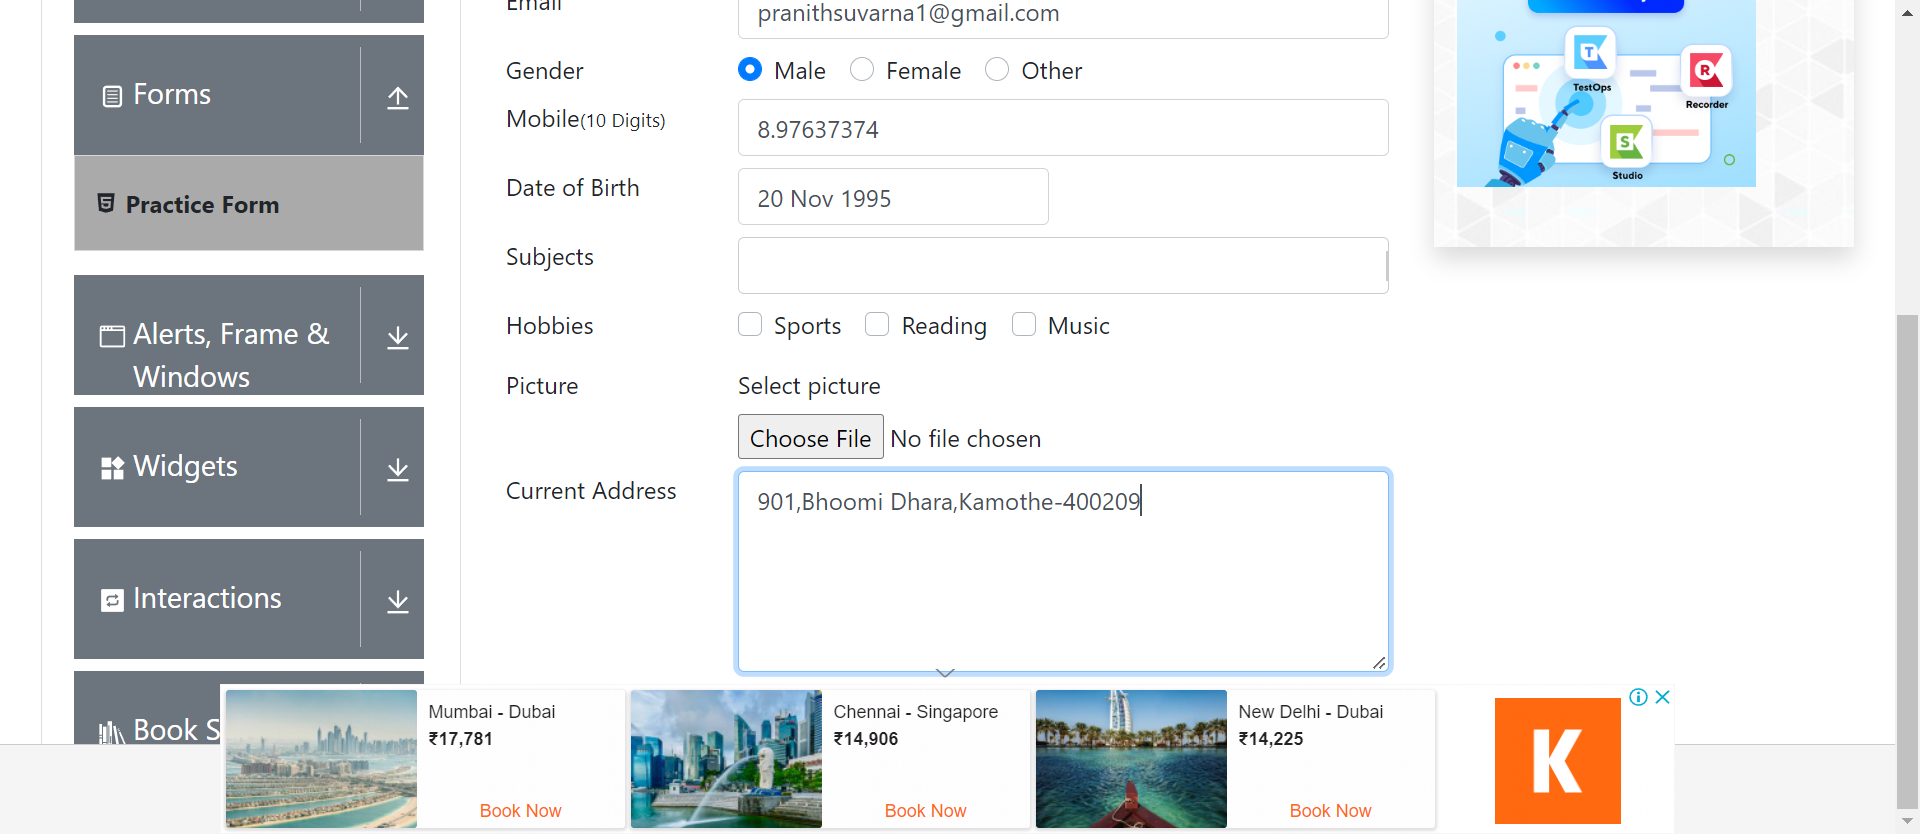 Email
pranithsuvarna1@gmail.com
Forms
Practice Form
Alerts, Frame &
Windows
Widgets
Interactions
Book S
Gender
Male
Female
Other
Mobile(10 Digits)
8.97637374
Date of Birth
20 Nov 1995
Subjects
Hobbies
Sports
Reading
Music
Picture
Select picture
Choose File
No file chosen
Current Address
901,Bhoomi Dhara,Kamothe-400209
TestOps
Recorder
Studio
Mumbai - Dubai
₹17,781
Book Now
Chennai - Singapore
₹14,906
Book Now
New Delhi - Dubai
₹14,225
Book Now
K